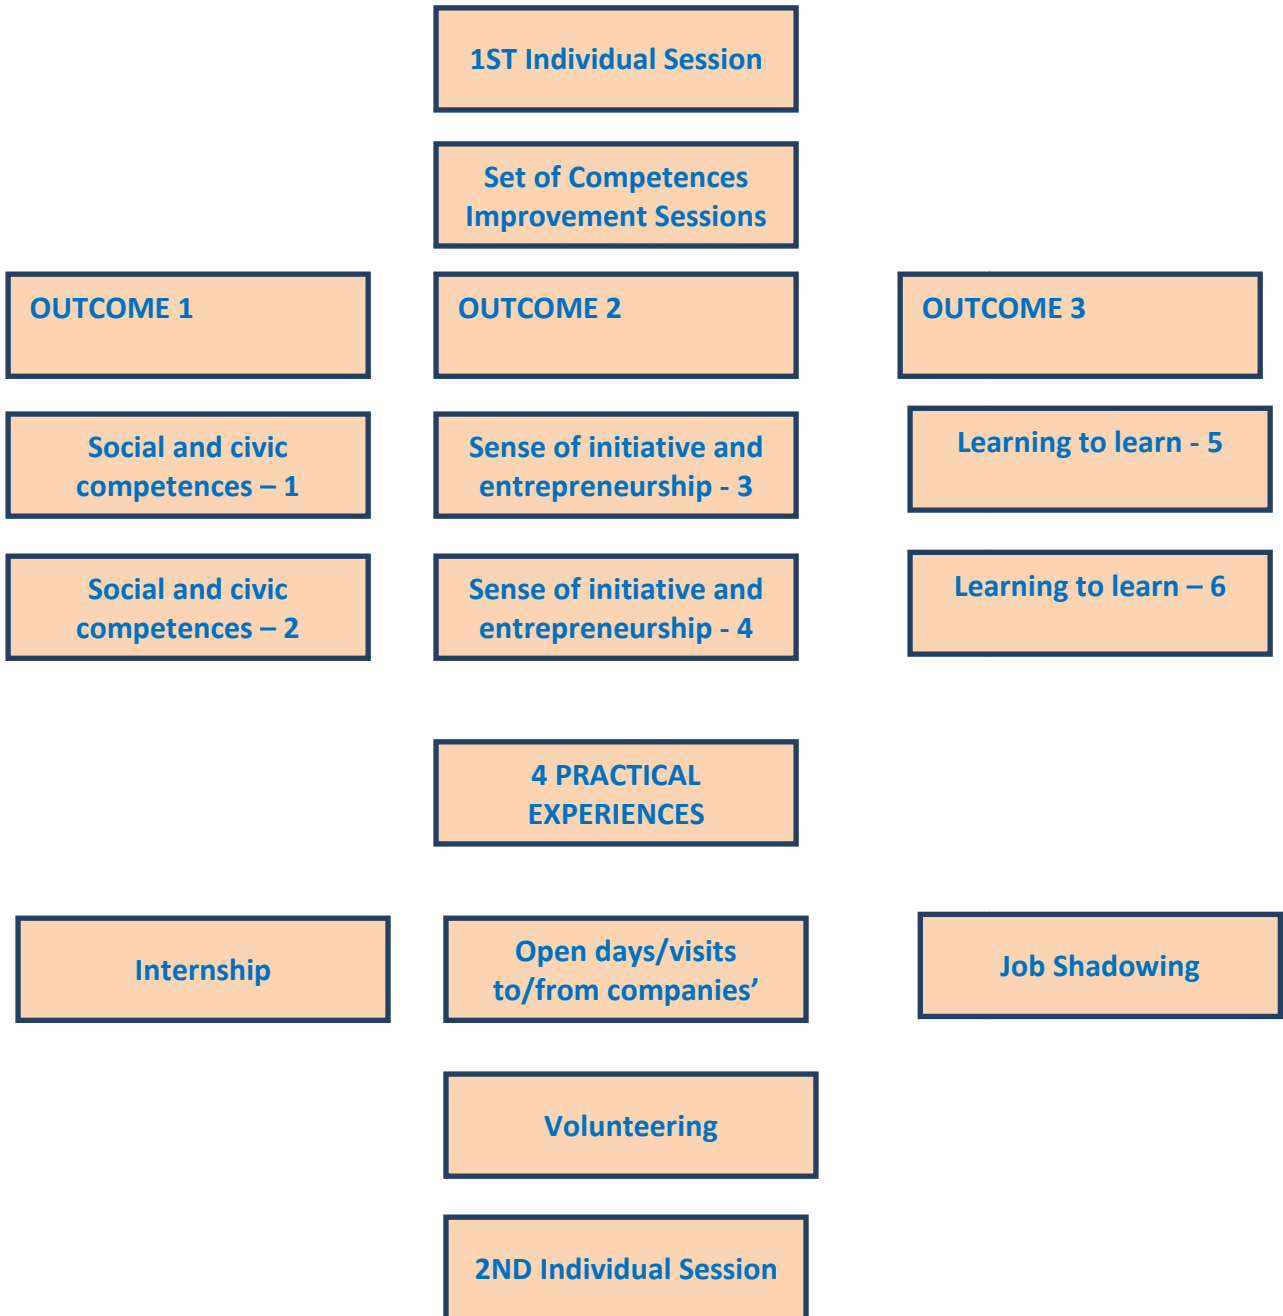 1ST Individual Session
Set of Competences
Improvement Sessions
OUTCOME 1
OUTCOME 2
OUTCOME 3
Social and civic
competences – 1
Sense of initiative and
entrepreneurship - 3
Learning to learn - 5
Social and civic
competences – 2
Sense of initiative and
entrepreneurship - 4
Learning to learn – 6
4 PRACTICAL
EXPERIENCES
Internship
Open days/visits
to/from companies’
Job Shadowing
Volunteering
2ND Individual Session